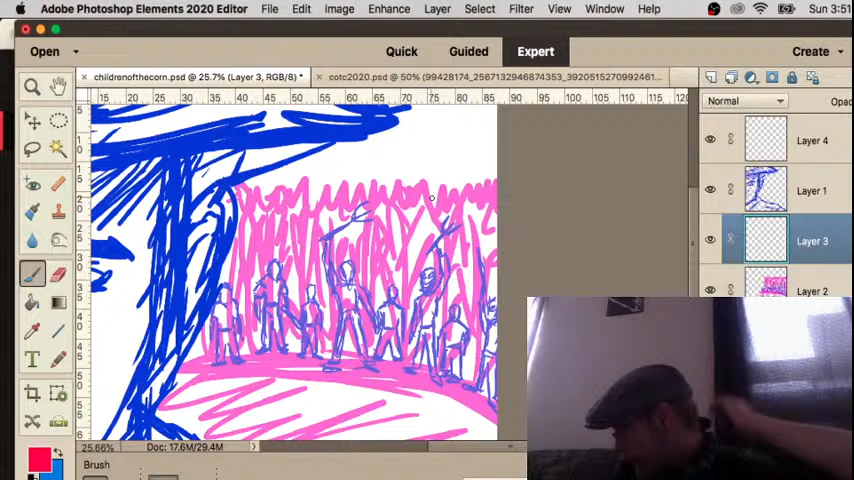 Adobe Photoshop Elements 2020 Editor File Edit Image Enhance Layer Select Filter View Window Help Sun 3:51
Open Quick Guided Expert Create
childrenofthecorn.psd @ 25.7% (Layer 3, RGB/8) * cotc2020.psd @ 50% (99428174_2567132946874353_3920515270992461...
15 20 25 30 35 40 45 50 55 60 65 70 75 80 85 90 95 100 105 110 115 120
Normal Opac
Layer 4
Layer 1
Layer 3
Layer 2
25.66% Doc: 17.6M/29.4M
Brush